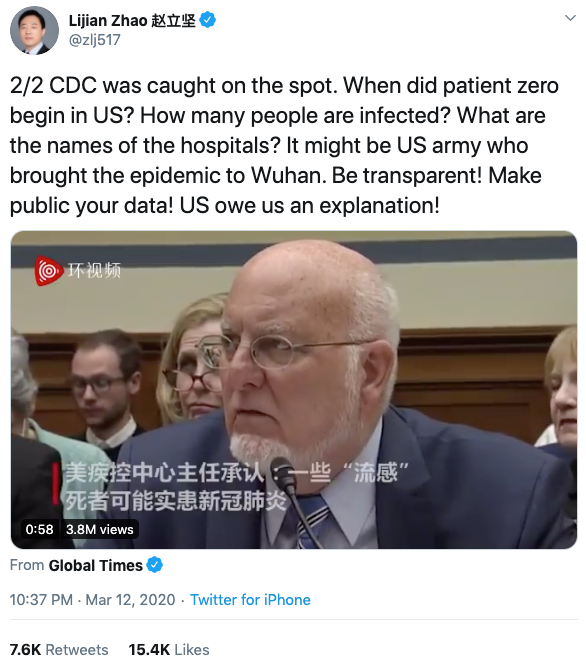 Lijian Zhao 赵立坚
@zlj517
2/2 CDC was caught on the spot. When did patient zero
begin in US? How many people are infected? What are
the names of the hospitals? It might be US army who
brought the epidemic to Wuhan. Be transparent! Make
public your data! US owe us an explanation!
环视频
美疾控中心主任承认：一些“流感”
死者可能实患新冠肺炎
0:58 3.8M views
From Global Times
10:37 PM · Mar 12, 2020 · Twitter for iPhone
7.6K Retweets 15.4K Likes